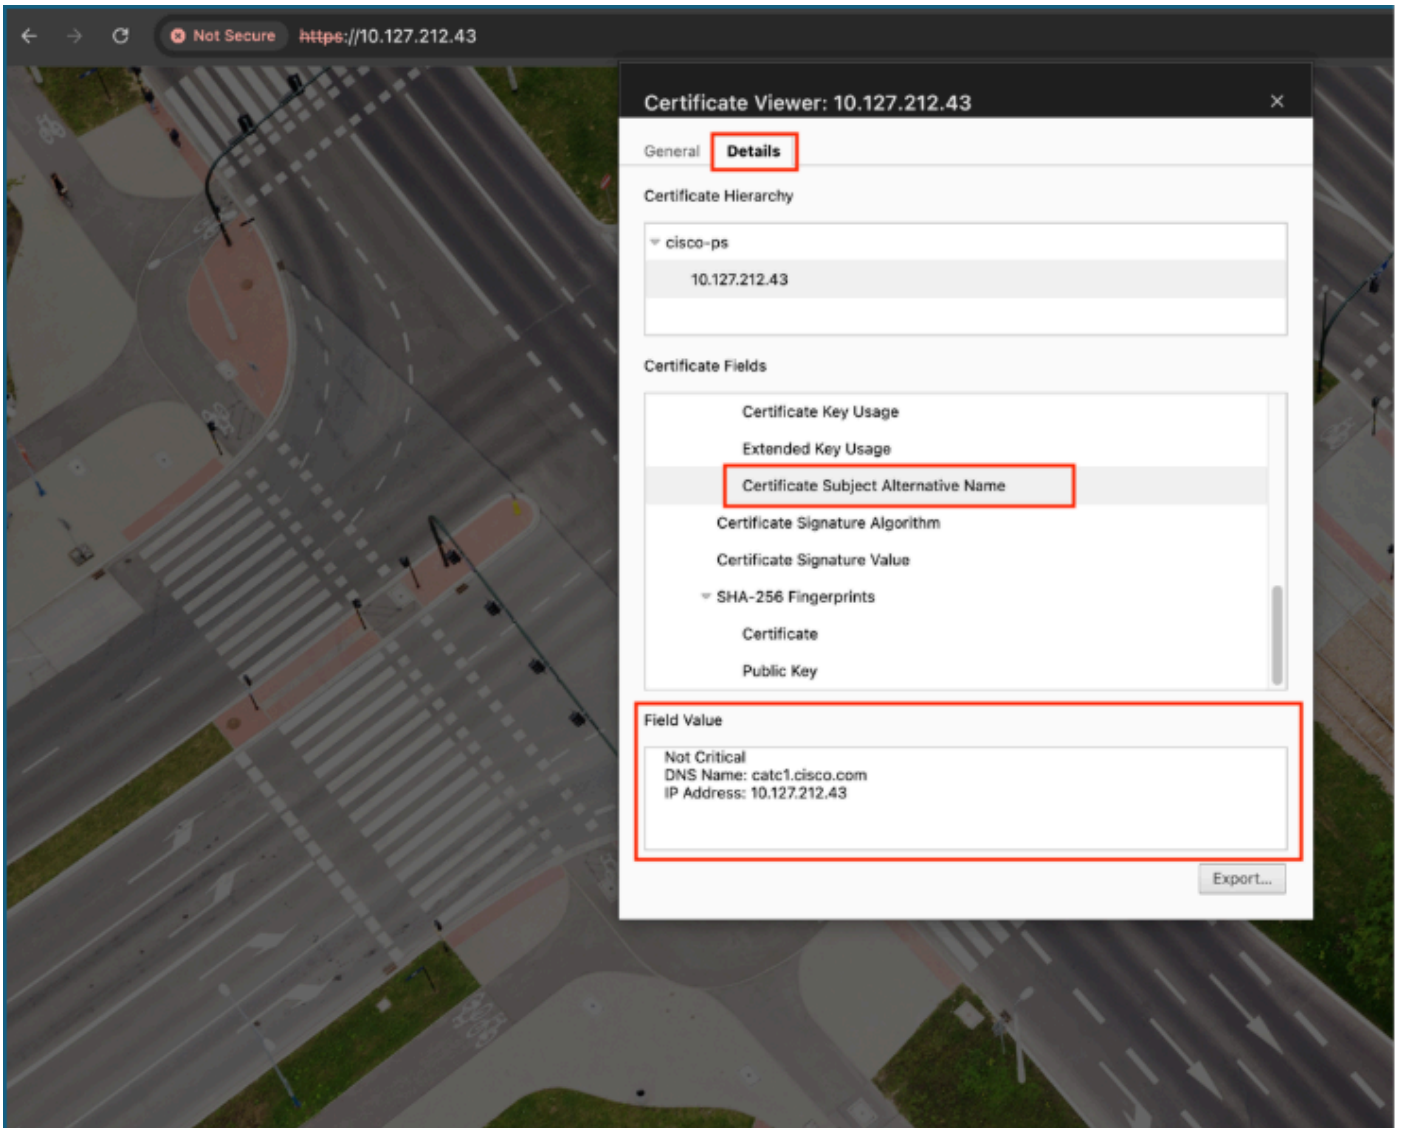 Not Secure https://10.127.212.43
Certificate Viewer: 10.127.212.43
General Details
Certificate Hierarchy
cisco-ps
10.127.212.43
Certificate Fields
Certificate Key Usage
Extended Key Usage
Certificate Subject Alternative Name
Certificate Signature Algorithm
Certificate Signature Value
SHA-256 Fingerprints
Certificate
Public Key
Field Value
Not Critical
DNS Name: catc1.cisco.com
IP Address: 10.127.212.43
Export...